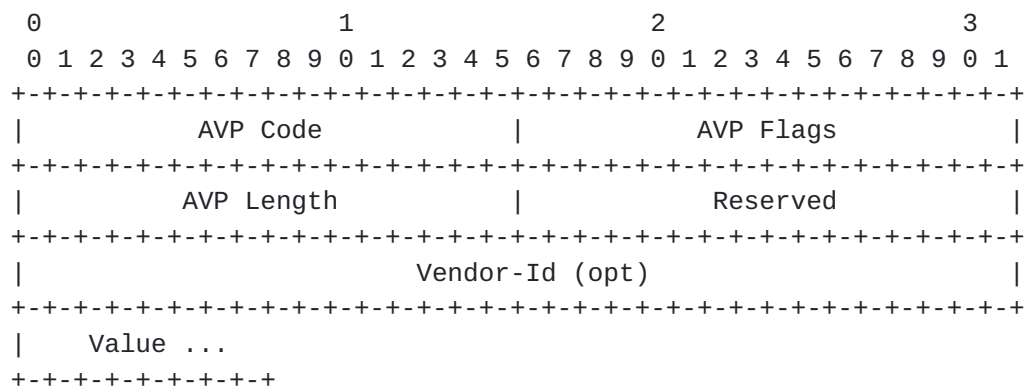 0                   1                   2                   3
 0 1 2 3 4 5 6 7 8 9 0 1 2 3 4 5 6 7 8 9 0 1 2 3 4 5 6 7 8 9 0 1
+-+-+-+-+-+-+-+-+-+-+-+-+-+-+-+-+-+-+-+-+-+-+-+-+-+-+-+-+-+-+-+-+
|           AVP Code            |           AVP Flags           |
+-+-+-+-+-+-+-+-+-+-+-+-+-+-+-+-+-+-+-+-+-+-+-+-+-+-+-+-+-+-+-+-+
|          AVP Length           |            Reserved           |
+-+-+-+-+-+-+-+-+-+-+-+-+-+-+-+-+-+-+-+-+-+-+-+-+-+-+-+-+-+-+-+-+
|                         Vendor-Id (opt)                       |
+-+-+-+-+-+-+-+-+-+-+-+-+-+-+-+-+-+-+-+-+-+-+-+-+-+-+-+-+-+-+-+-+
|    Value ...
+-+-+-+-+-+-+-+-+